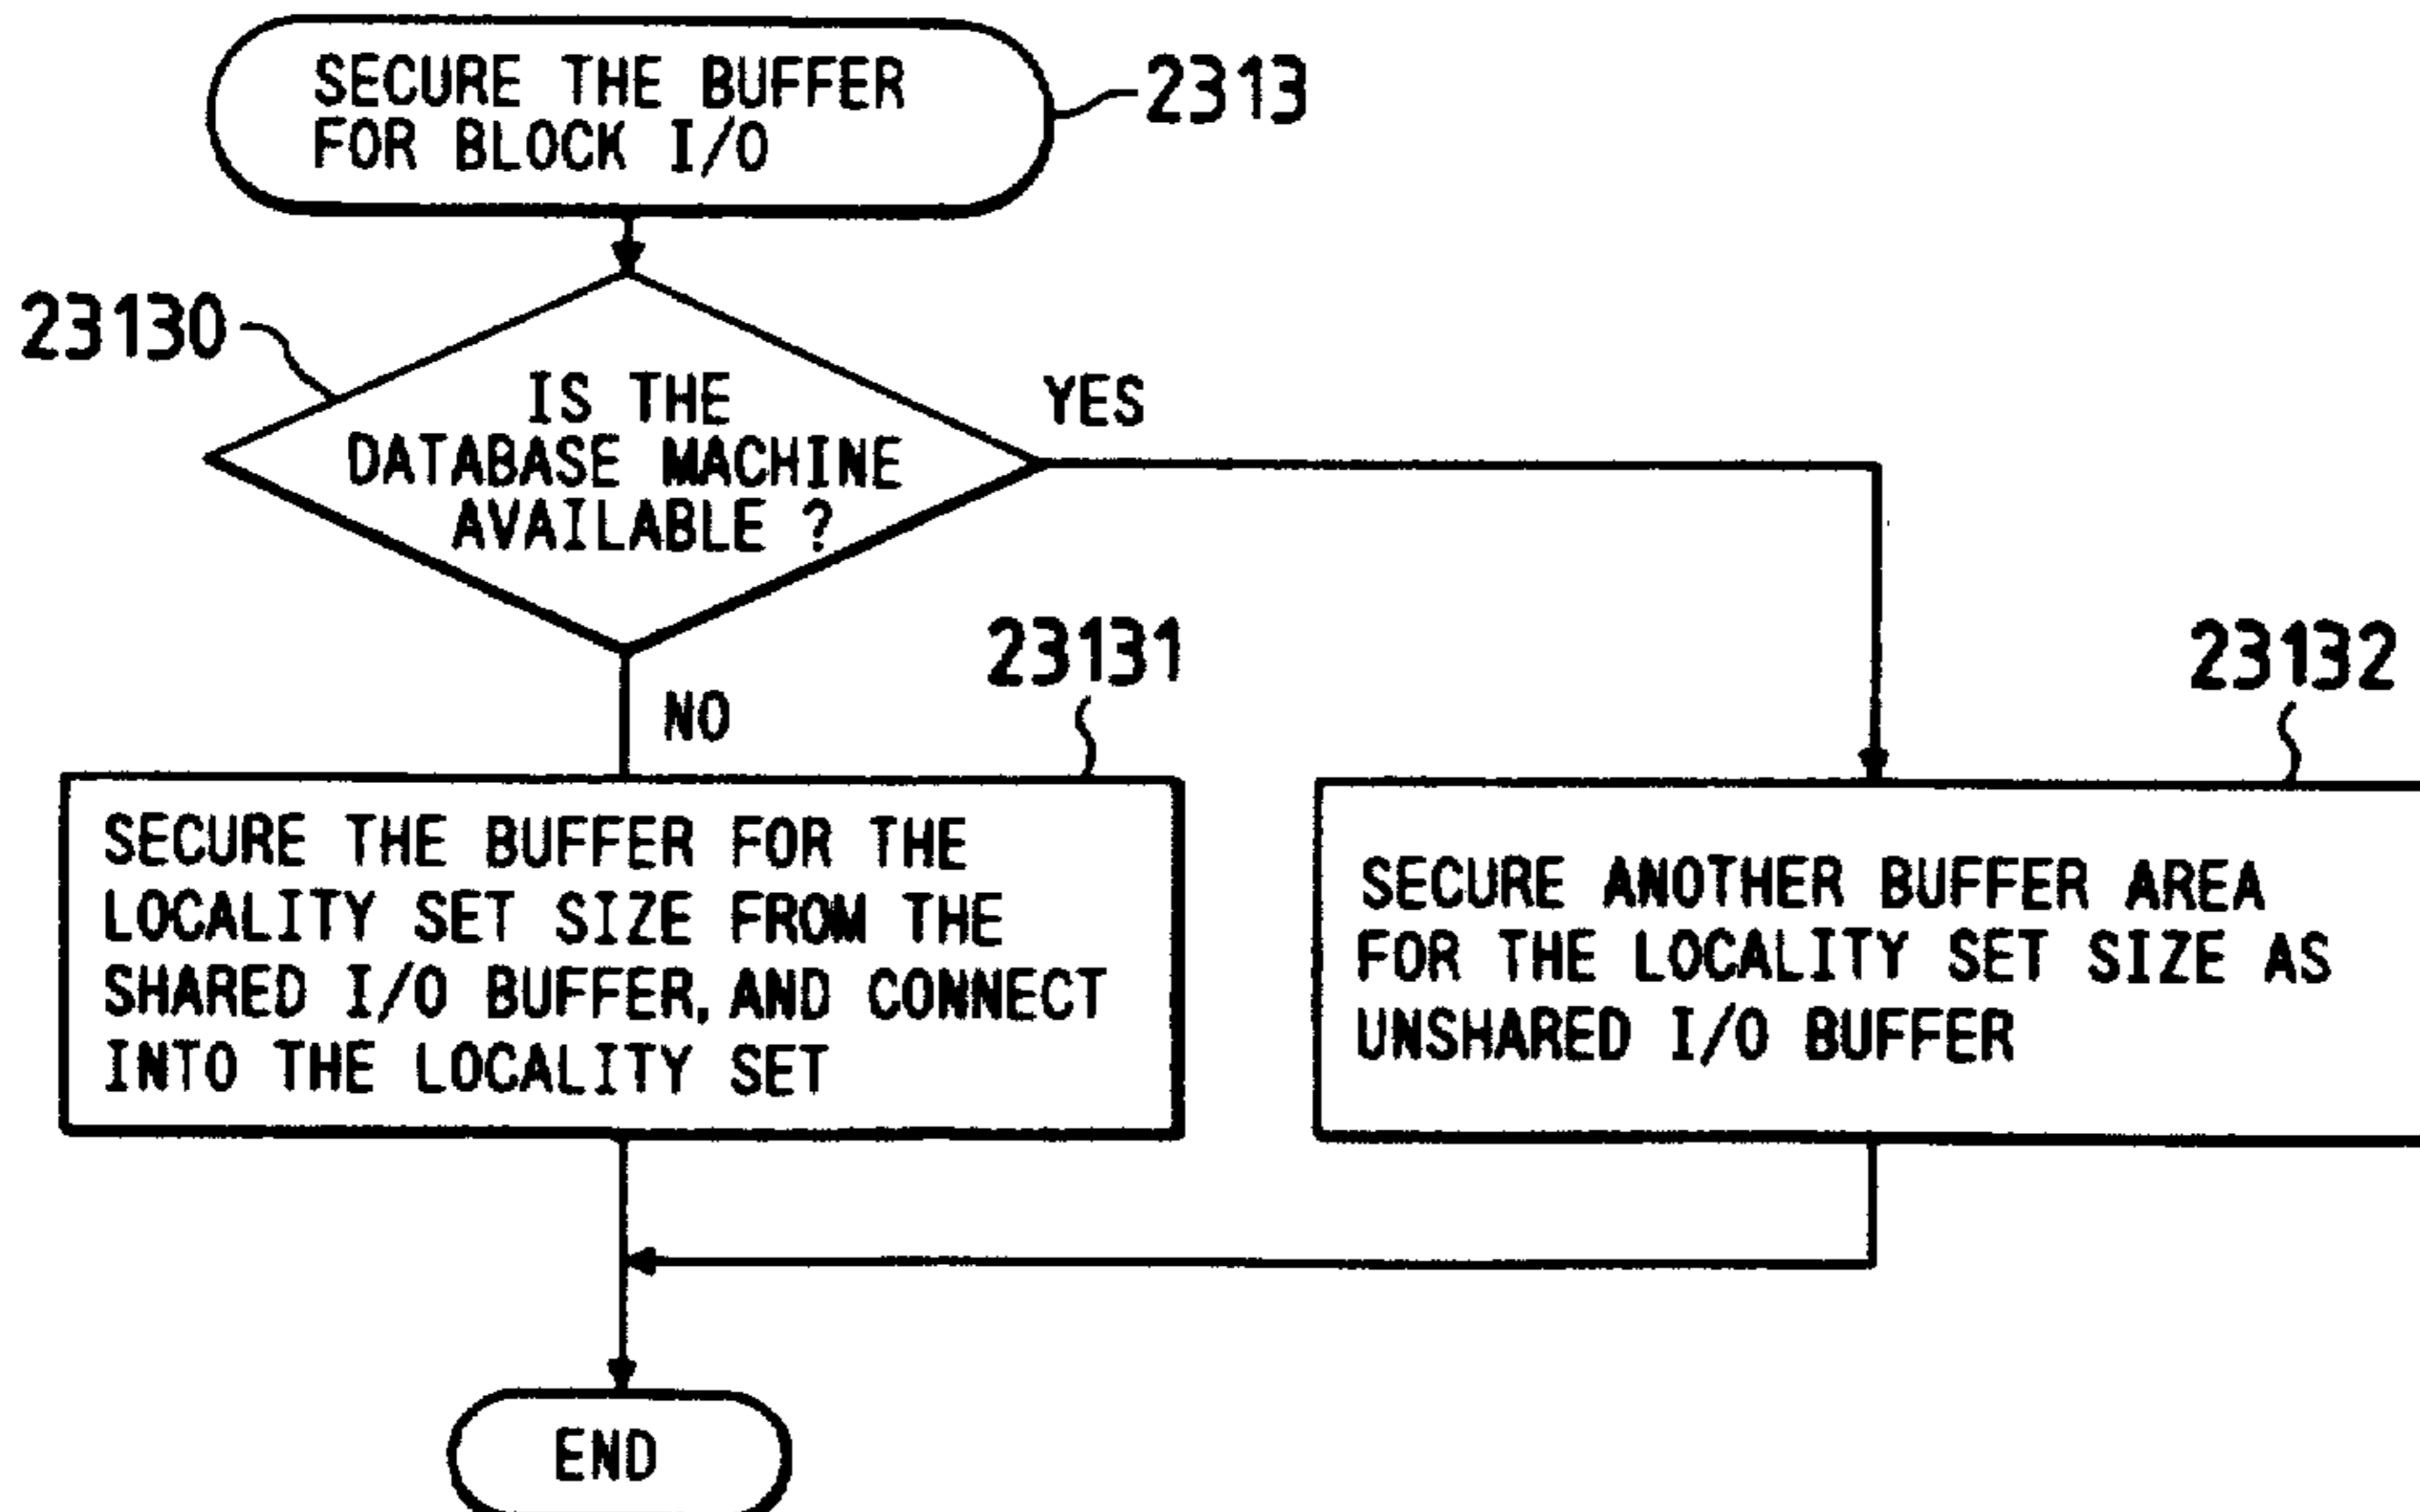 SECURE THE BUFFER
FOR BLOCK I/O
2313
23130
IS THE
DATABASE MACHINE
AVAILABLE ?
YES
NO
23131
23132
SECURE THE BUFFER FOR THE
LOCALITY SET SIZE FROM THE
SHARED I/O BUFFER, AND CONNECT
INTO THE LOCALITY SET
SECURE ANOTHER BUFFER AREA
FOR THE LOCALITY SET SIZE AS
UNSHARED I/O BUFFER
END